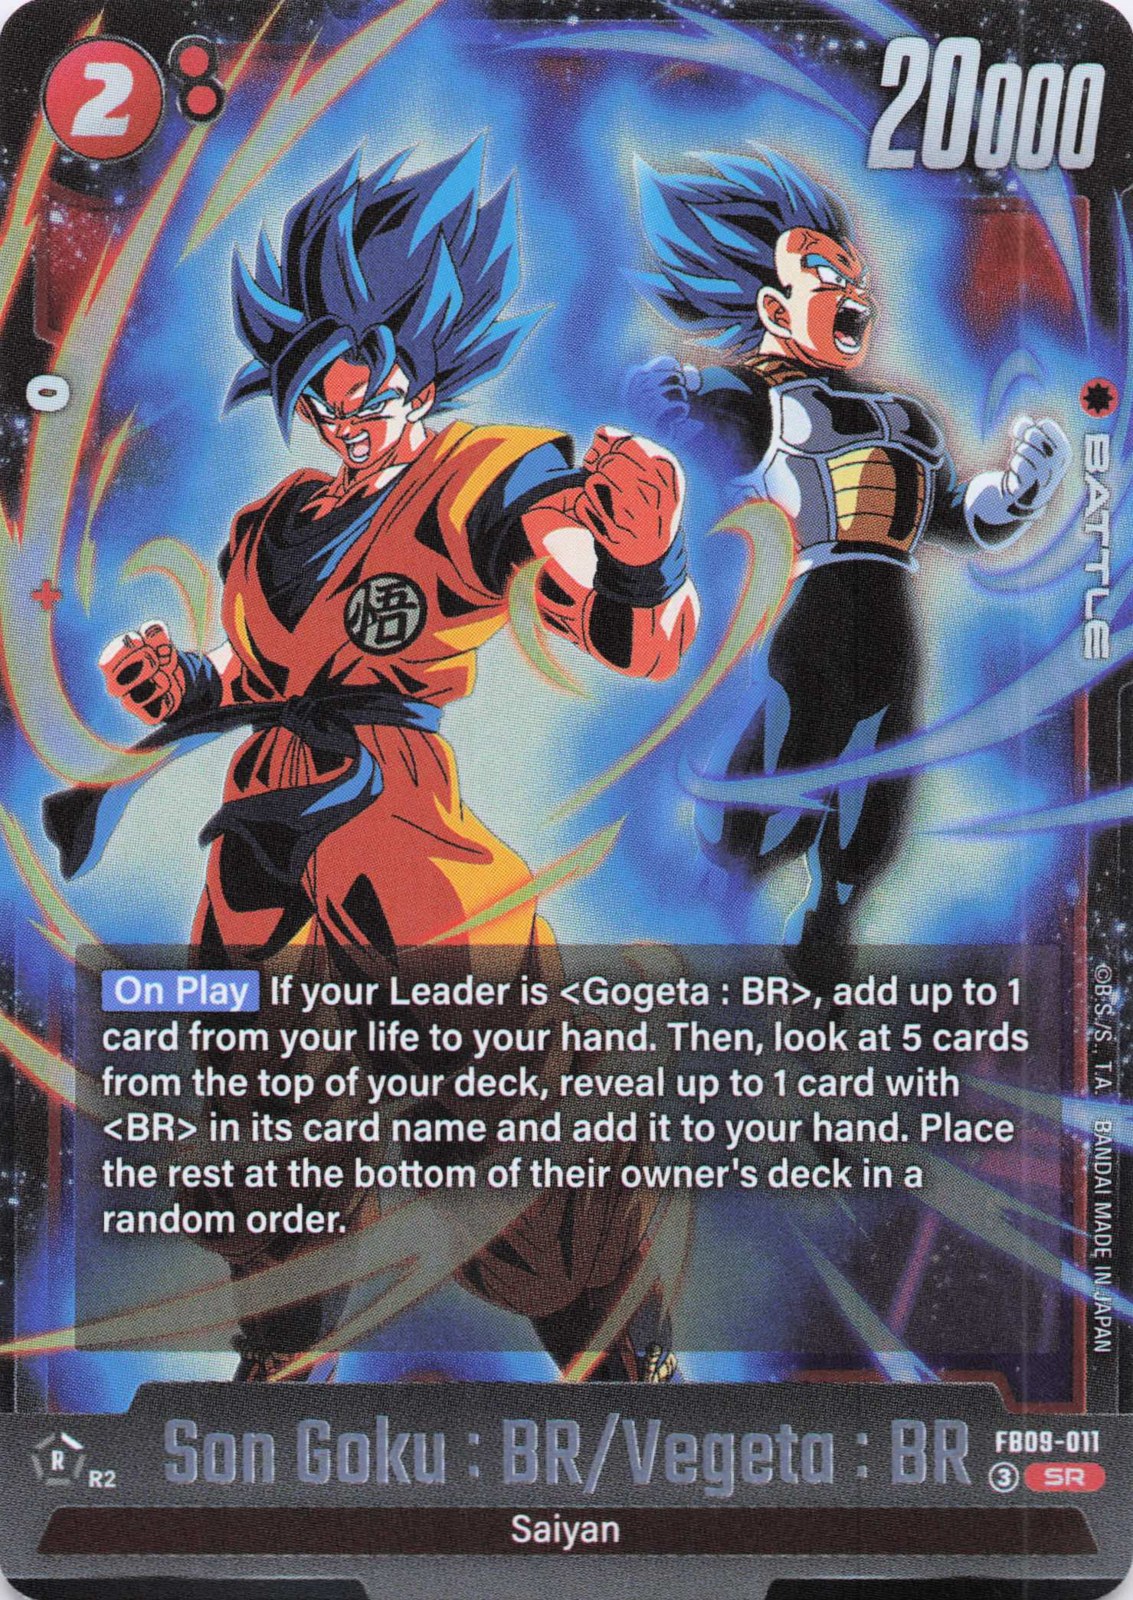 2
20000
0
+
BATTLE
悟
On Play If your Leader is <Gogeta : BR>, add up to 1
card from your life to your hand. Then, look at 5 cards
from the top of your deck, reveal up to 1 card with
<BR> in its card name and add it to your hand. Place
the rest at the bottom of their owner's deck in a
random order.
©B.S./S., T.A. BANDAI MADE IN JAPAN
R
R2
Son Goku : BR/Vegeta : BR
FB09-011
3 SR
Saiyan